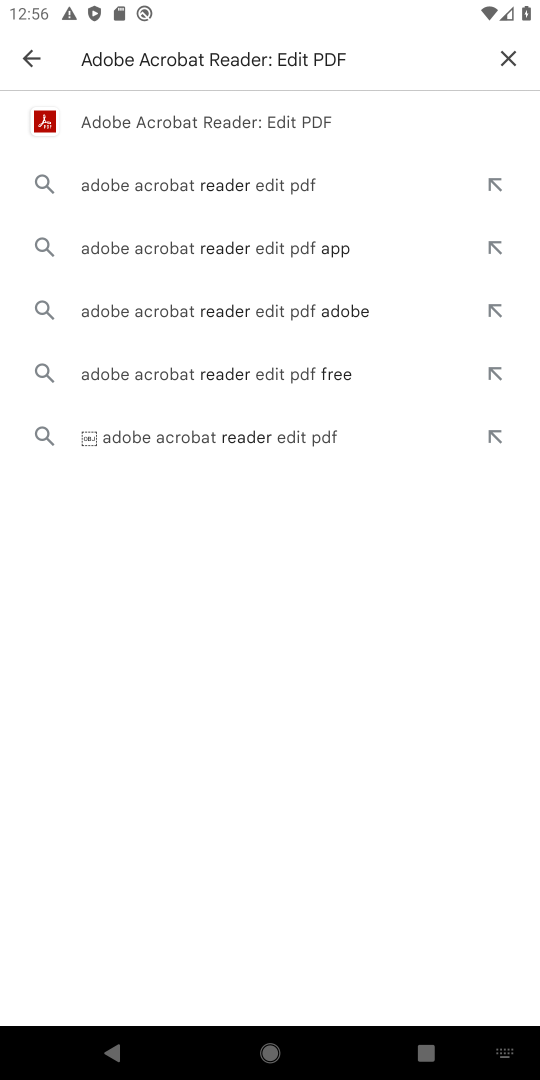 12:56
Adobe Acrobat Reader: Edit PDF
Adobe Acrobat Reader: Edit PDF
adobe acrobat reader edit pdf
adobe acrobat reader edit pdf app
adobe acrobat reader edit pdf adobe
adobe acrobat reader edit pdf free
￼ adobe acrobat reader edit pdf